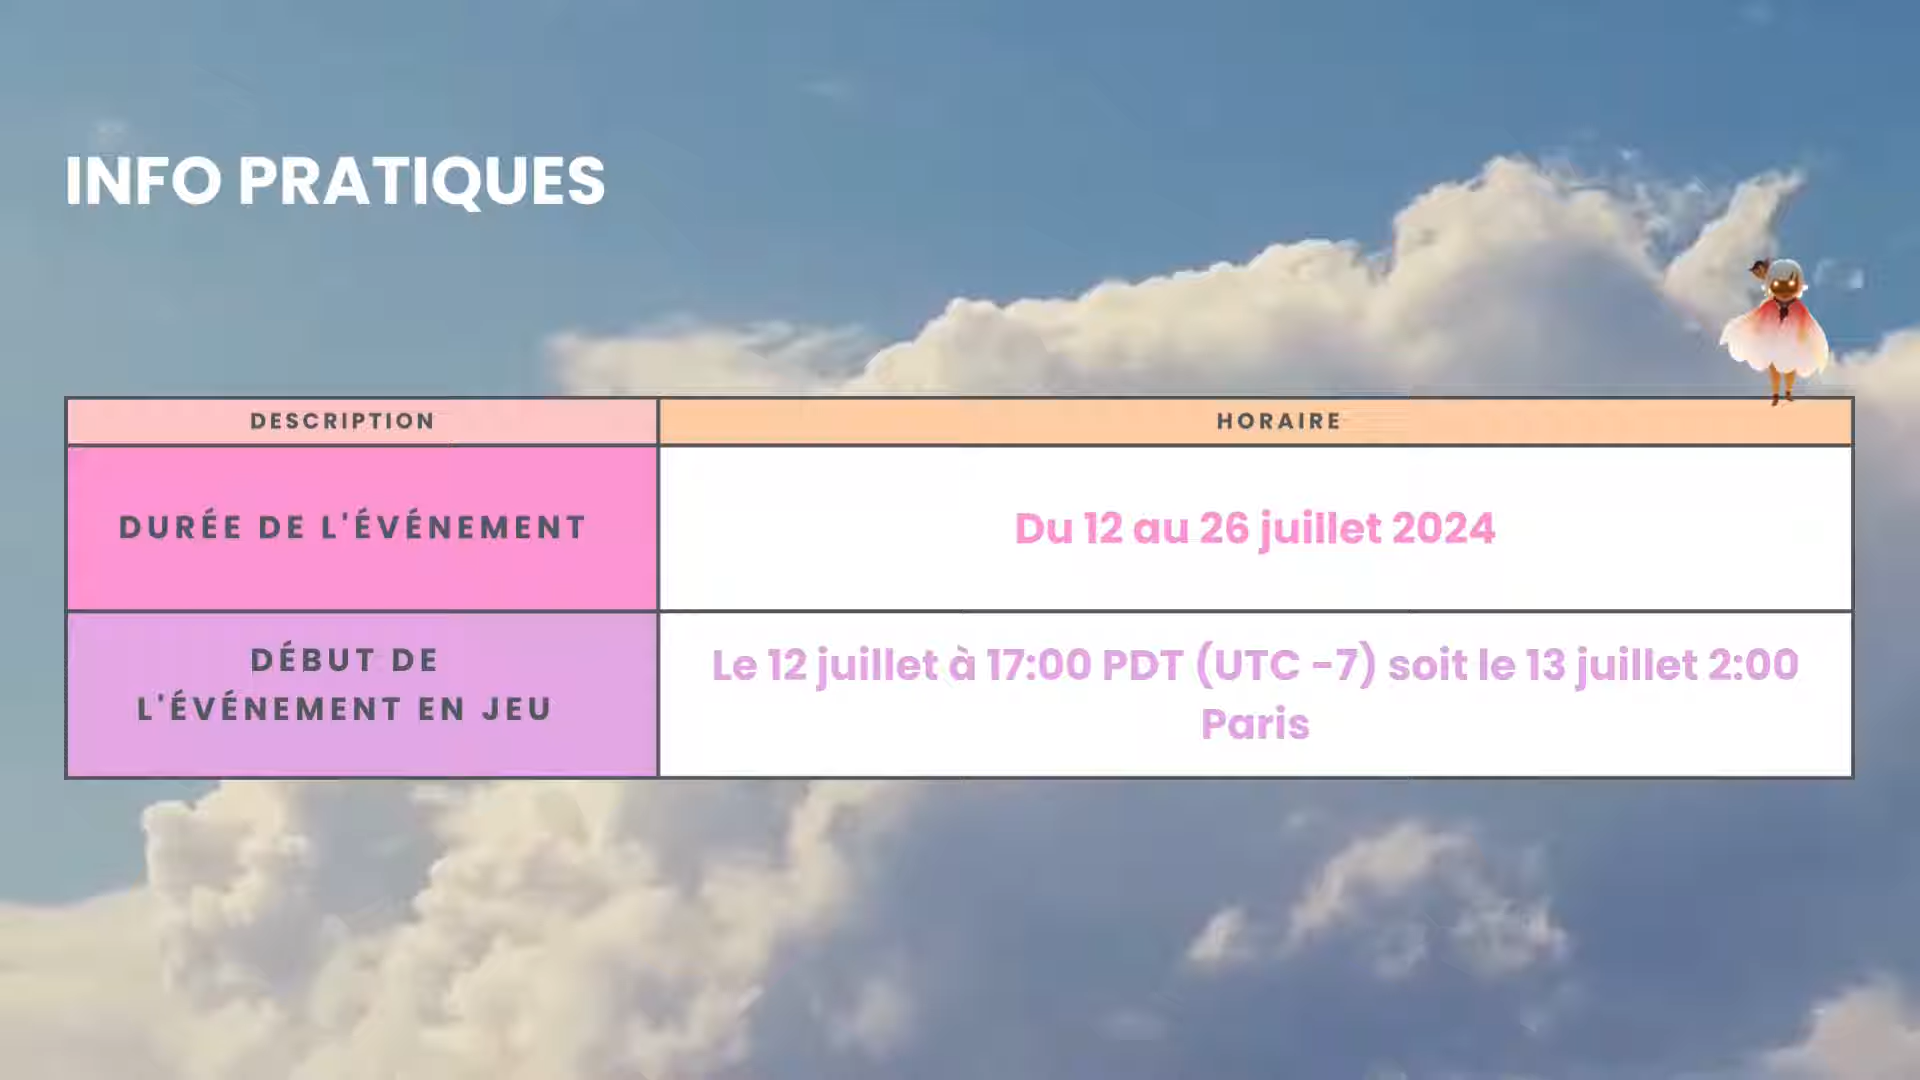 INFO PRATIQUES
DESCRIPTION
HORAIRE
DURÉE DE L'ÉVÉNEMENT
Du 12 au 26 juillet 2024
DÉBUT DE
L'ÉVÉNEMENT EN JEU
Le 12 juillet à 17:00 PDT (UTC -7) soit le 13 juillet 2:00
Paris